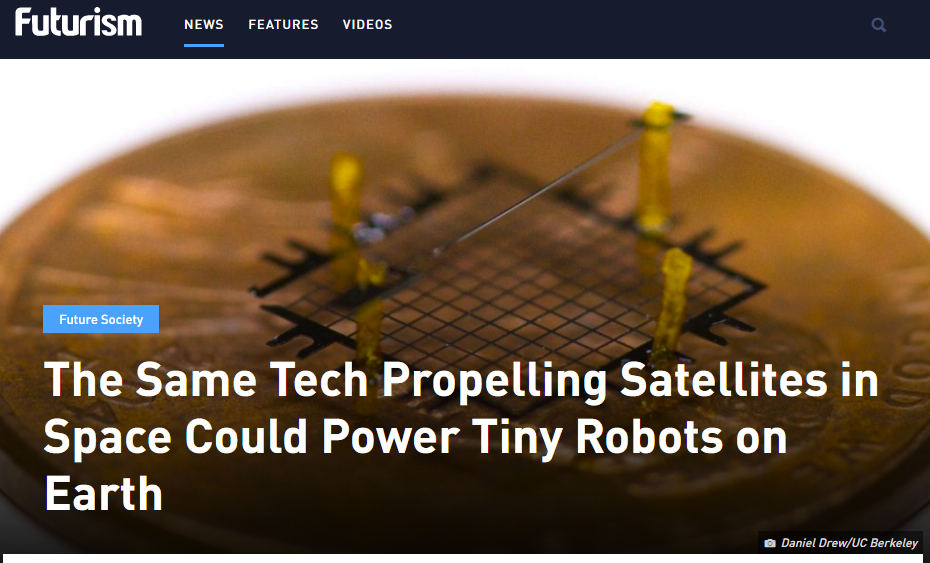 Futurism
NEWS FEATURES VIDEOS
Future Society
The Same Tech Propelling Satellites in
Space Could Power Tiny Robots on
Earth
Daniel Drew/UC Berkeley